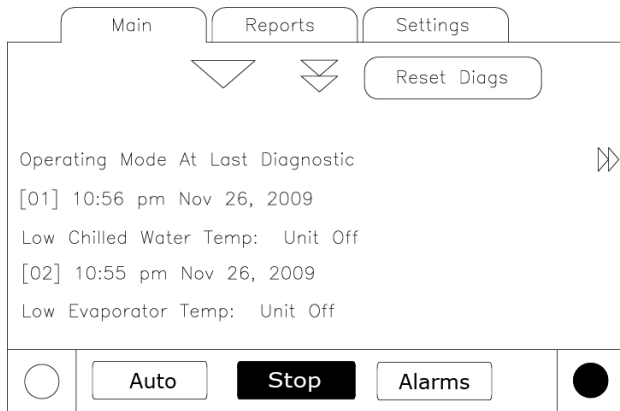 Main Reports Settings
Reset Diags
Operating Mode At Last Diagnostic
[01] 10:56 pm Nov 26, 2009
Low Chilled Water Temp: Unit Off
[02] 10:55 pm Nov 26, 2009
Low Evaporator Temp: Unit Off
Auto Stop Alarms